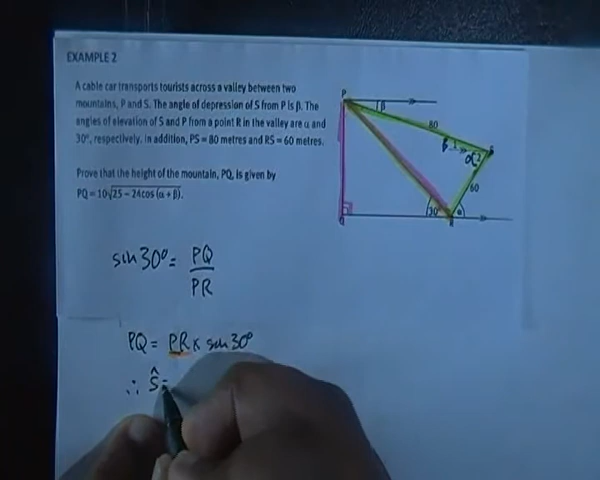 EXAMPLE 2
A cable car transports tourists across a valley between two
mountains, P and S. The angle of depression of S from P is β. The
angles of elevation of S and P from a point R in the valley are α and
30°, respectively. In addition, PS = 80 metres and RS = 60 metres.
Prove that the height of the mountain, PQ, is given by
PQ = 10√25 − 24cos(α + β).
P
β
80
β 1
α 2
60
30°
α
R
sin 30° = PQ
PR
PQ = PR × sin 30°
∴ Ŝ =